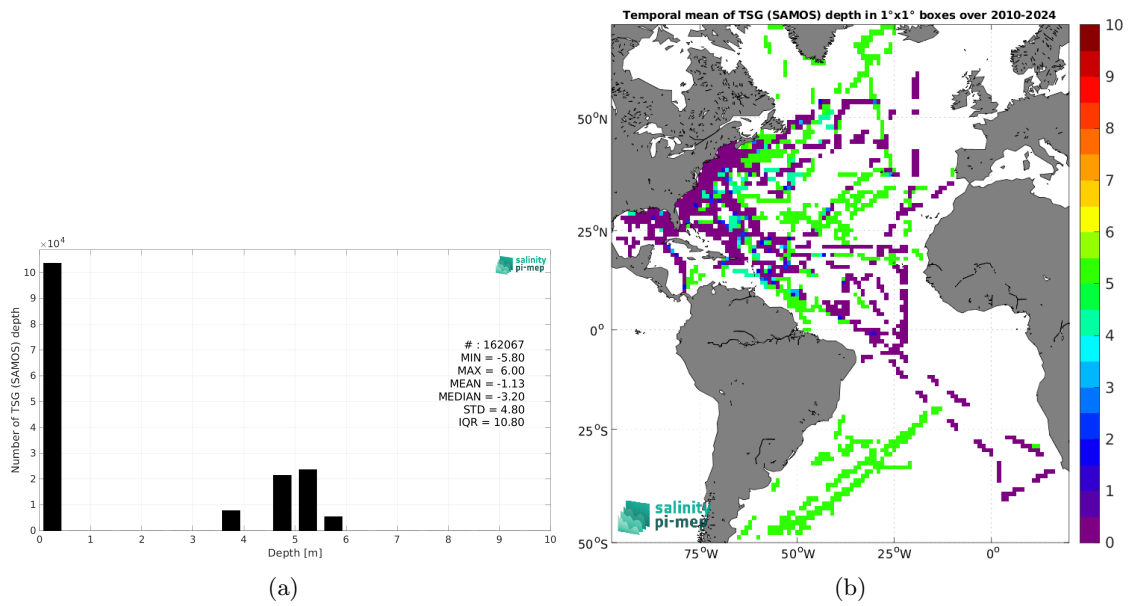 ×10⁴
10
9
8
7
6
5
4
3
2
1
0
Number of TSG (SAMOS) depth
salinity
pi-mep
# : 162067
MIN = -5.80
MAX = 6.00
MEAN = -1.13
MEDIAN = -3.20
STD = 4.80
IQR = 10.80
0 1 2 3 4 5 6 7 8 9 10
Depth [m]
(a)
Temporal mean of TSG (SAMOS) depth in 1°x1° boxes over 2010-2024
50°N
25°N
0°
25°S
50°S
75°W 50°W 25°W 0°
salinity
pi-mep
10
9
8
7
6
5
4
3
2
1
0
(b)